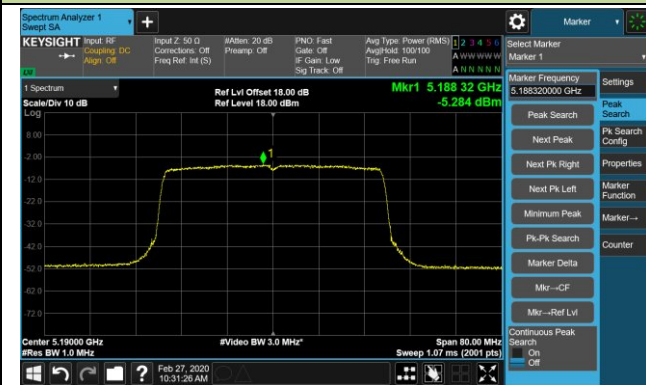 Spectrum Analyzer 1
Swept SA
+
Marker
KEYSIGHT
Input: RF
Coupling: DC
Align: Off
Input Z: 50 Ω
Corrections: Off
Freq Ref: Int (S)
#Atten: 20 dB
Preamp: Off
PNO: Fast
Gate: Off
IF Gain: Low
Sig Track: Off
Avg Type: Power (RMS)
Avg|Hold: 100/100
Trig: Free Run
1 2 3 4 5 6
A W W W W W
A N N N N N
Select Marker
Marker 1
1 Spectrum
Scale/Div 10 dB
Log
Ref Lvl Offset 18.00 dB
Ref Level 18.00 dBm
Mkr1 5.188 32 GHz
-5.284 dBm
8.00
-2.00
-12.0
-22.0
-32.0
-42.0
-52.0
-62.0
-72.0
1
Center 5.19000 GHz
#Res BW 1.0 MHz
#Video BW 3.0 MHz*
Span 80.00 MHz
Sweep 1.07 ms (2001 pts)
Marker Frequency
5.188320000 GHz
Peak Search
Next Peak
Next Pk Right
Next Pk Left
Minimum Peak
Pk-Pk Search
Marker Delta
Mkr→CF
Mkr→Ref Lvl
Continuous Peak
Search
On
Off
Settings
Peak
Search
Pk Search
Config
Properties
Marker
Function
Marker→
Counter
?
Feb 27, 2020
10:31:26 AM